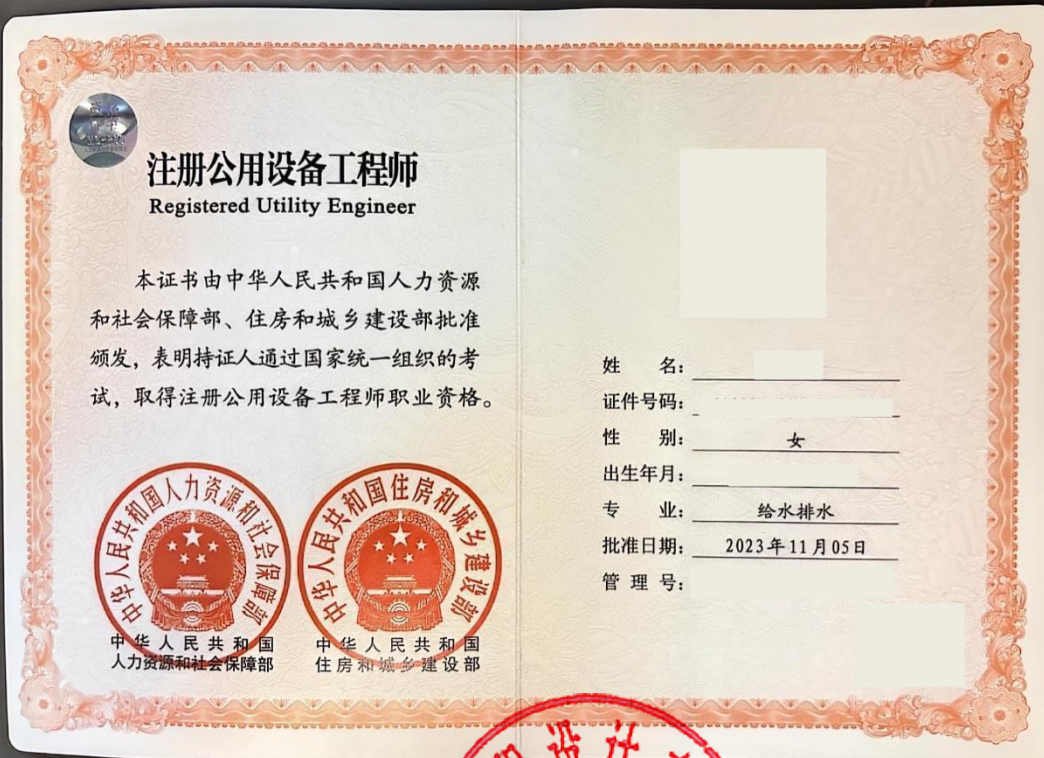 注册公用设备工程师
Registered Utility Engineer
本证书由中华人民共和国人力资源
和社会保障部、住房和城乡建设部批准
颁发，表明持证人通过国家统一组织的考
试，取得注册公用设备工程师职业资格。
中华人民共和国人力资源和社会保障部
中华人民共和国住房和城乡建设部
中华人民共和国
人力资源和社会保障部
中华人民共和国
住房和城乡建设部
姓名：
证件号码：
性别：女
出生年月：
专业：给水排水
批准日期：2023年11月05日
管理号：
设计